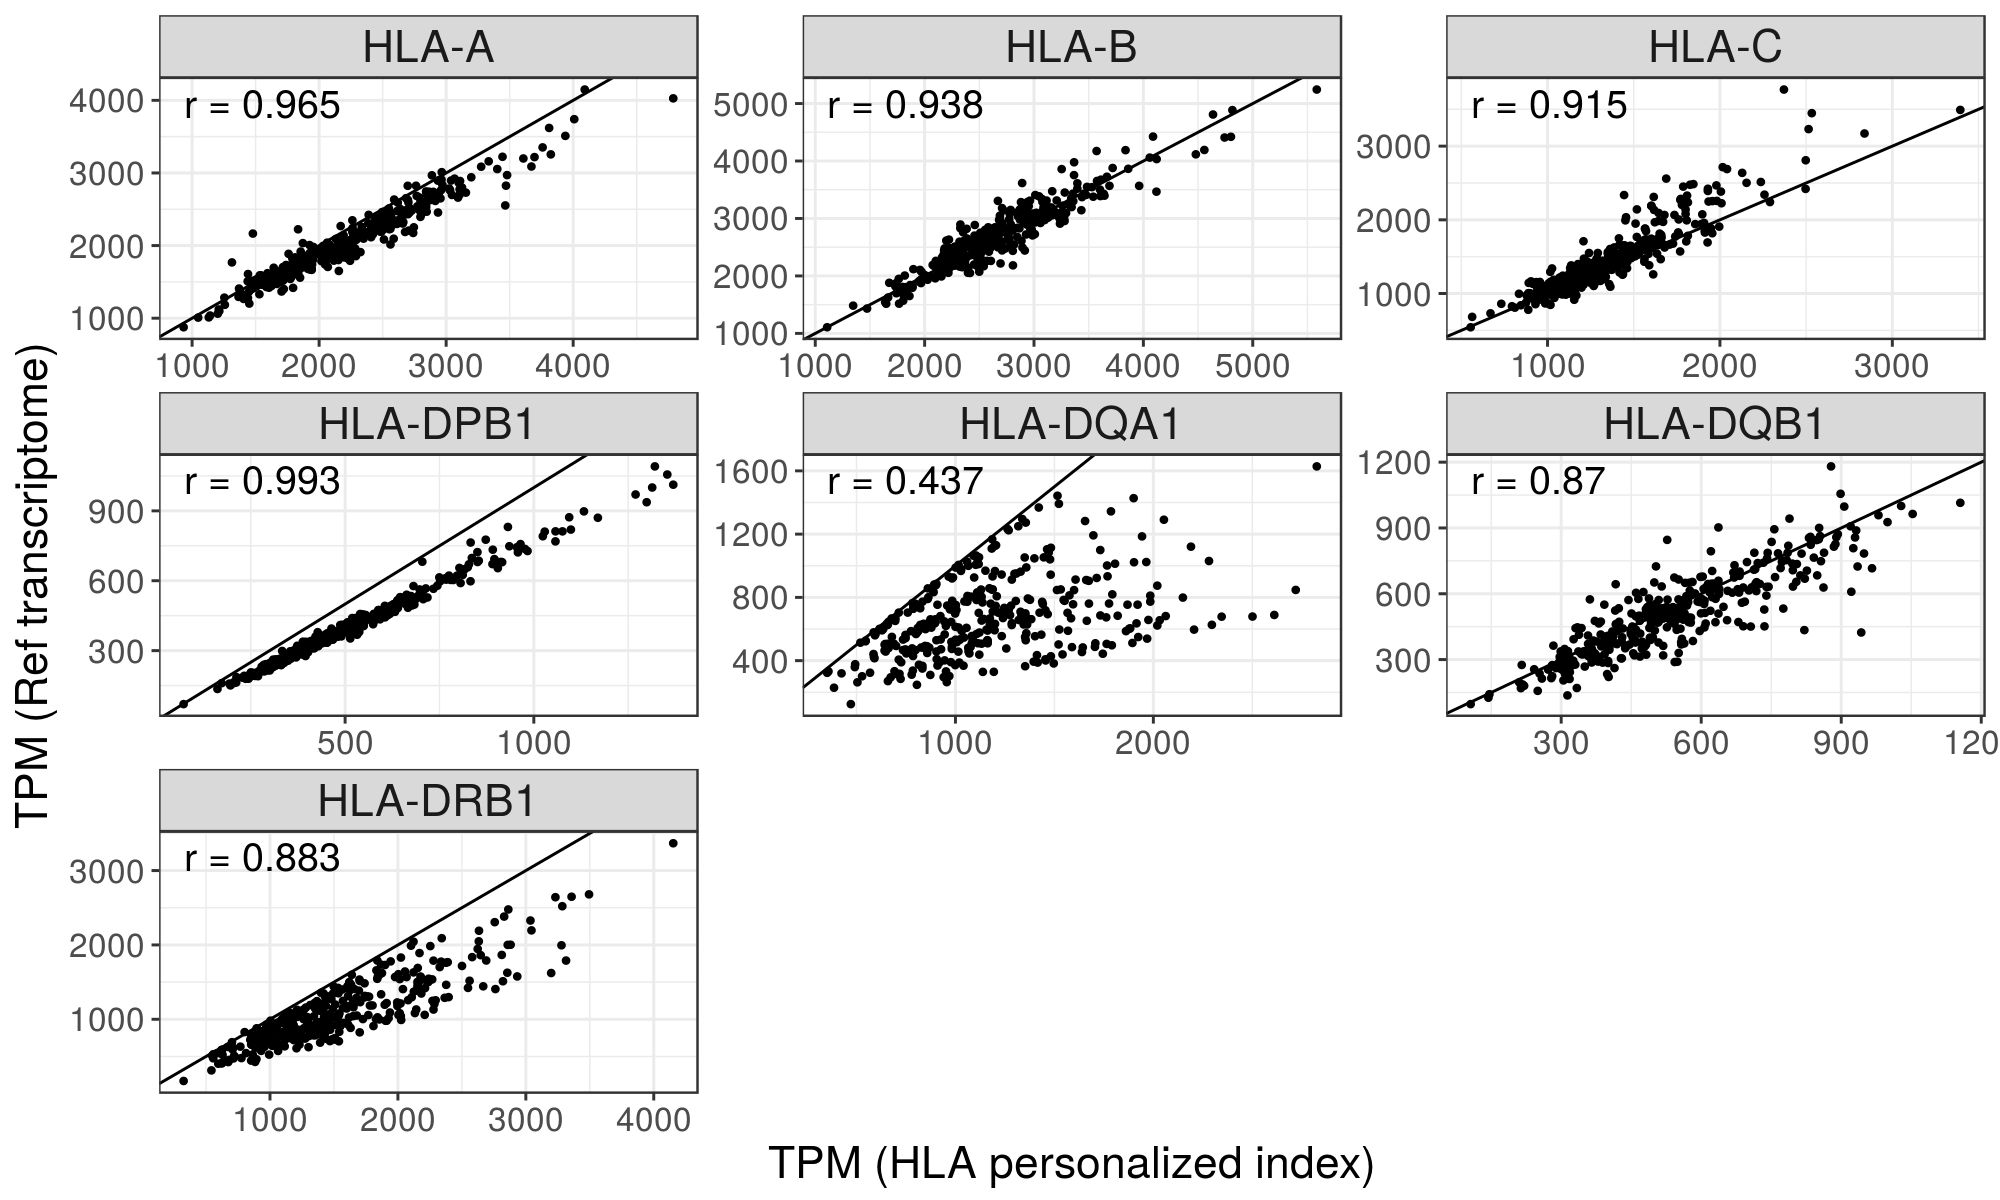 HLA-A
HLA-B
HLA-C
r = 0.965
r = 0.938
r = 0.915
4000
3000
2000
1000
1000 2000 3000 4000
5000
4000
3000
2000
1000
1000 2000 3000 4000 5000
3000
2000
1000
1000 2000 3000
HLA-DPB1
HLA-DQA1
HLA-DQB1
r = 0.993
r = 0.437
r = 0.87
900
600
300
500 1000
1600
1200
800
400
1000 2000
1200
900
600
300
300 600 900 120
HLA-DRB1
r = 0.883
3000
2000
1000
1000 2000 3000 4000
TPM (Ref transcriptome)
TPM (HLA personalized index)